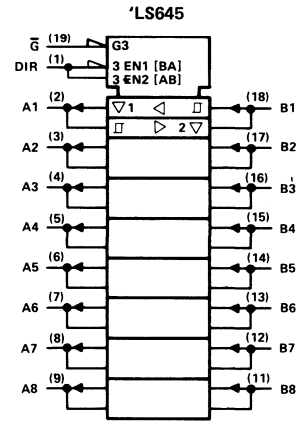 'LS645
G̅ (19) G3
DIR (1) 3 EN1 [BA]
3 EN2 [AB]
A1 (2) ▽ 1 ◁ (18) B1
▷ 2 ▽
A2 (3) (17) B2
A3 (4) (16) B3
A4 (5) (15) B4
A5 (6) (14) B5
A6 (7) (13) B6
A7 (8) (12) B7
A8 (9) (11) B8